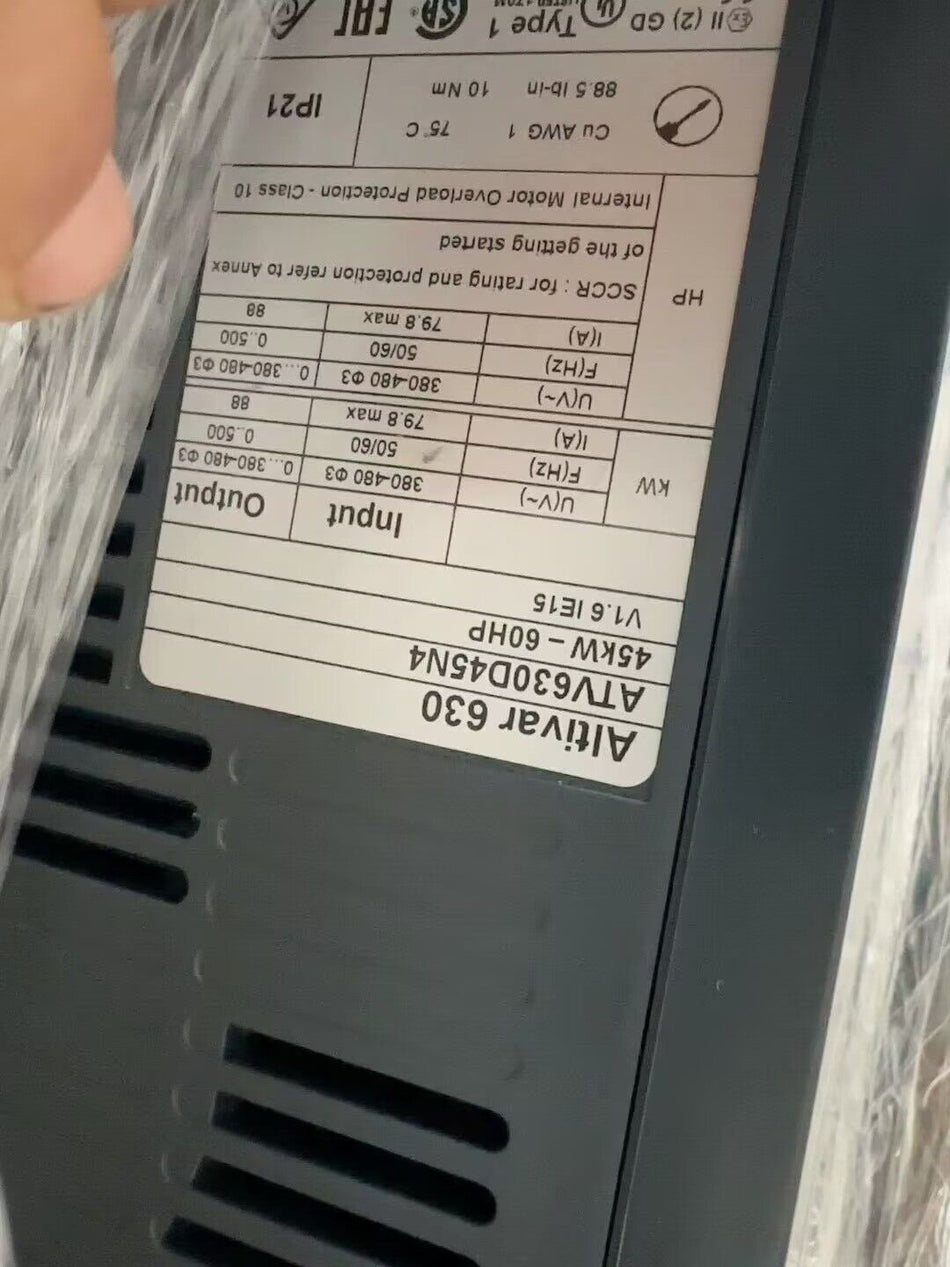 Altivar 630
ATV630D45N4
45kW – 60HP
V1.6 IE15
Input Output
kW
U(V~) 380-480 Φ3 0...380-480 Φ3
F(Hz) 50/60 0..500
I(A) 79.8 max 88
HP
U(V~) 380-480 Φ3 0...380-480 Φ3
F(Hz) 50/60 0..500
I(A) 79.8 max 88
SCCR : for rating and protection refer to Annex
of the getting started
Internal Motor Overload Protection - Class 10
Cu AWG 1 75° C
88.5 lb-in 10 Nm
IP21
Ex II (2) GD UL Type 1 EAC